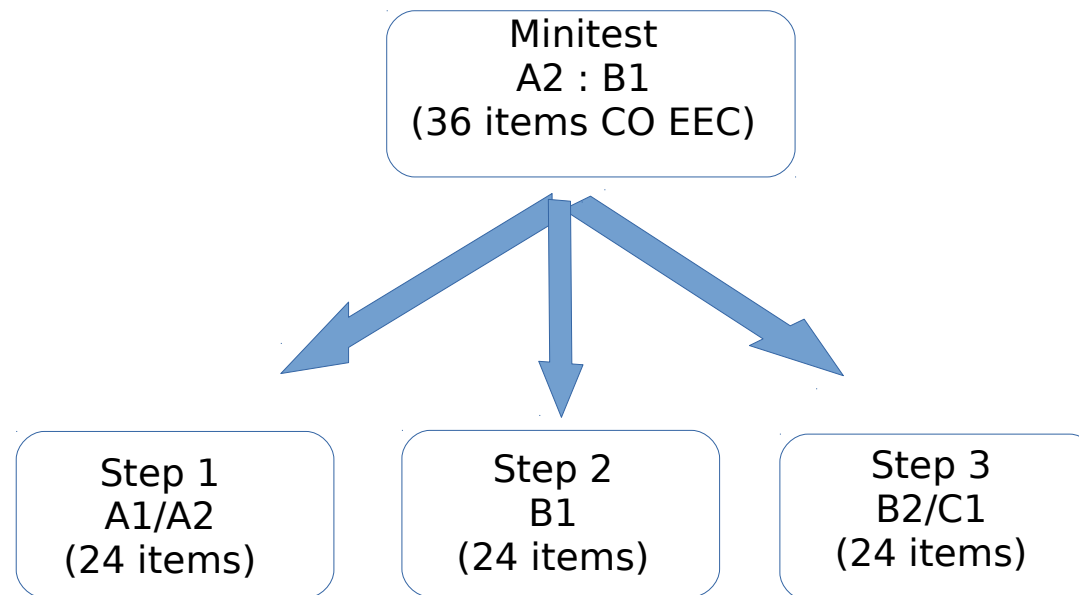 Minitest
A2 : B1
(36 items CO EEC)
Step 1
A1/A2
(24 items)
Step 2
B1
(24 items)
Step 3
B2/C1
(24 items)